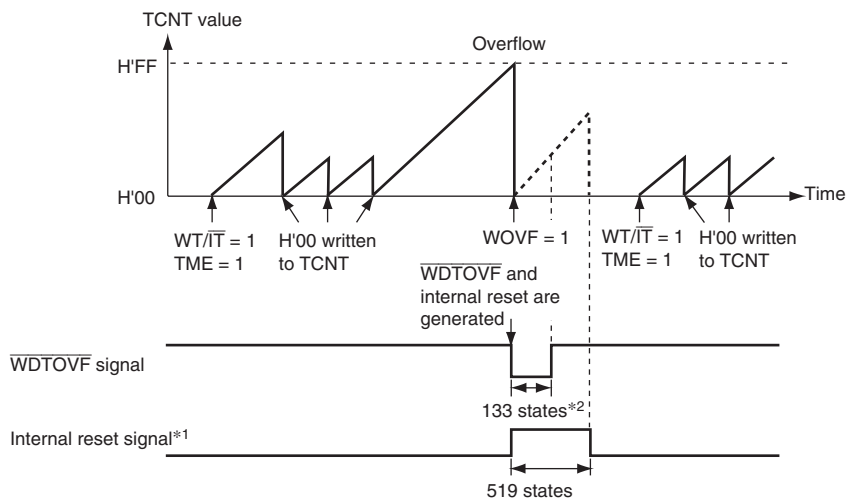 TCNT value
Overflow
H'FF
H'00
Time
WT/IT = 1
TME = 1
H'00 written
to TCNT
WOVF = 1
WT/IT = 1
TME = 1
H'00 written
to TCNT
WDTOVF and
internal reset are
generated
WDTOVF signal
133 states*2
Internal reset signal*1
519 states